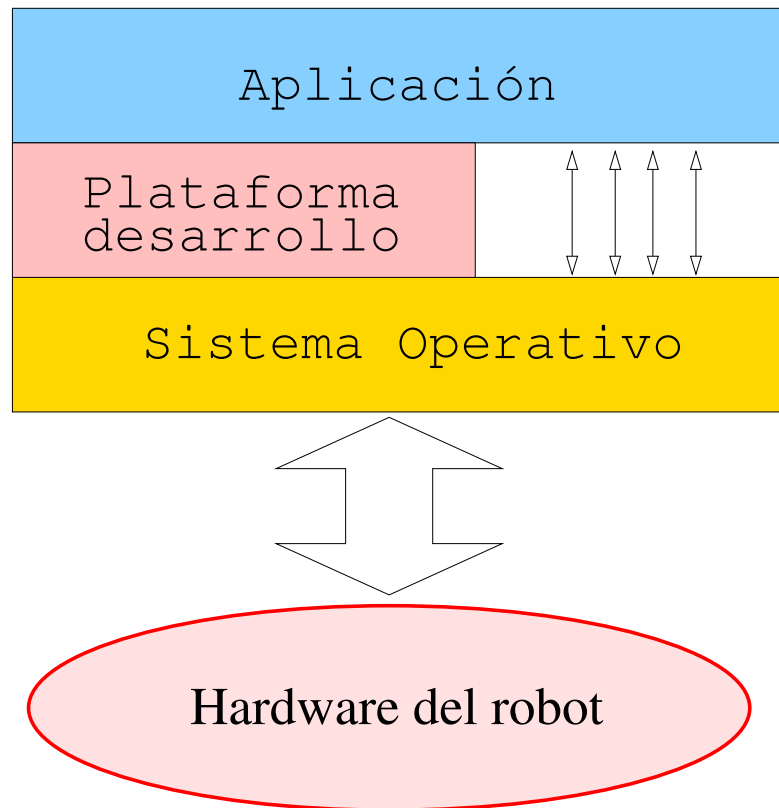 Aplicación
Plataforma
desarrollo
Sistema Operativo
Hardware del robot